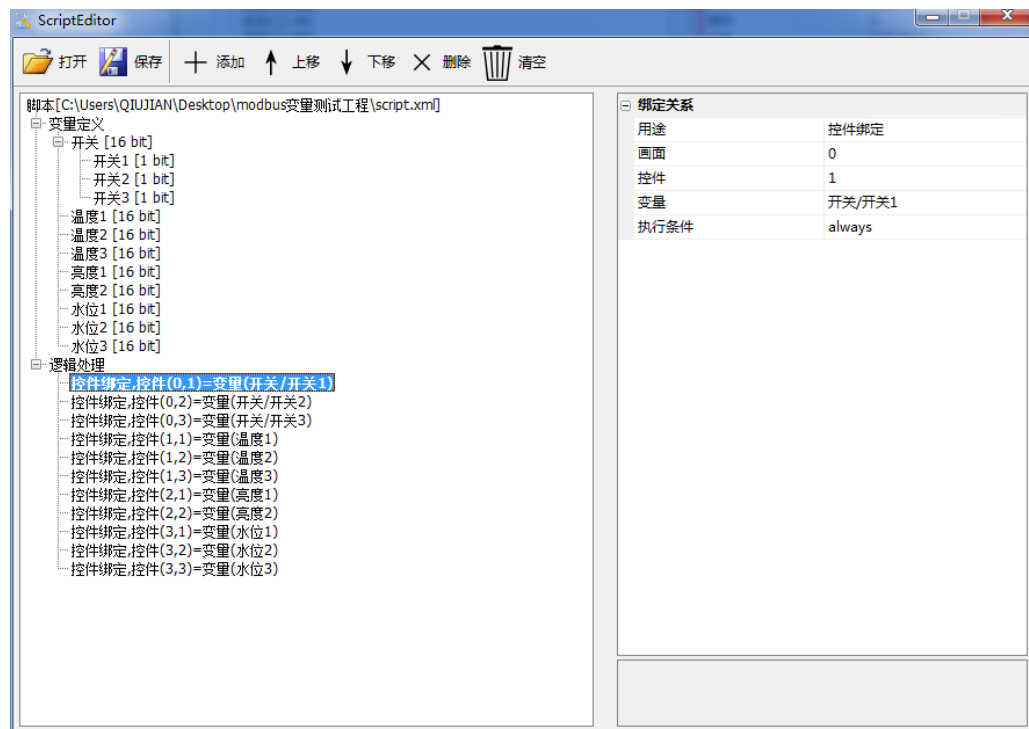 ScriptEditor
打开 保存 添加 上移 下移 删除 清空
脚本[C:\Users\QIUJIAN\Desktop\modbus变量测试工程\script.xml]
变量定义
开关 [16 bit]
开关1 [1 bit]
开关2 [1 bit]
开关3 [1 bit]
温度1 [16 bit]
温度2 [16 bit]
温度3 [16 bit]
亮度1 [16 bit]
亮度2 [16 bit]
水位1 [16 bit]
水位2 [16 bit]
水位3 [16 bit]
逻辑处理
控件绑定,控件(0,1)=变量(开关/开关1)
控件绑定,控件(0,2)=变量(开关/开关2)
控件绑定,控件(0,3)=变量(开关/开关3)
控件绑定,控件(1,1)=变量(温度1)
控件绑定,控件(1,2)=变量(温度2)
控件绑定,控件(1,3)=变量(温度3)
控件绑定,控件(2,1)=变量(亮度1)
控件绑定,控件(2,2)=变量(亮度2)
控件绑定,控件(3,1)=变量(水位1)
控件绑定,控件(3,2)=变量(水位2)
控件绑定,控件(3,3)=变量(水位3)
绑定关系
用途 控件绑定
画面 0
控件 1
变量 开关/开关1
执行条件 always